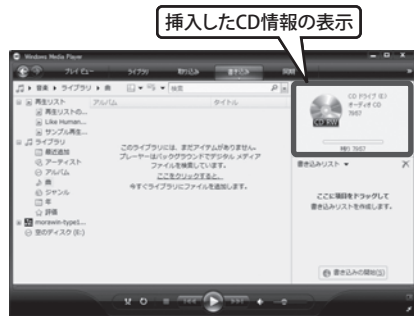 挿入したCD情報の表示
Windows Media Player
ライブラリ
取り込み
書き込み
同期
音楽 ▸ ライブラリ ▸ 曲
検索
再生リスト
再生リストの...
Like Human...
サンプル再生...
ライブラリ
最近追加
アーティスト
アルバム
曲
ジャンル
年
評価
空のディスク (E:)
アルバム
タイトル
このライブラリには、まだアイテムがありません。
プレーヤーはバックグラウンドでデジタル メディア
ファイルを検索しています。
ここをクリックすると、
今すぐライブラリにファイルを追加します。
CD ドライブ (E:)
オーディオ CD
CD-RW
書き込みリスト
ここに項目をドラッグして
書き込みリストを作成します。
書き込みの開始(S)